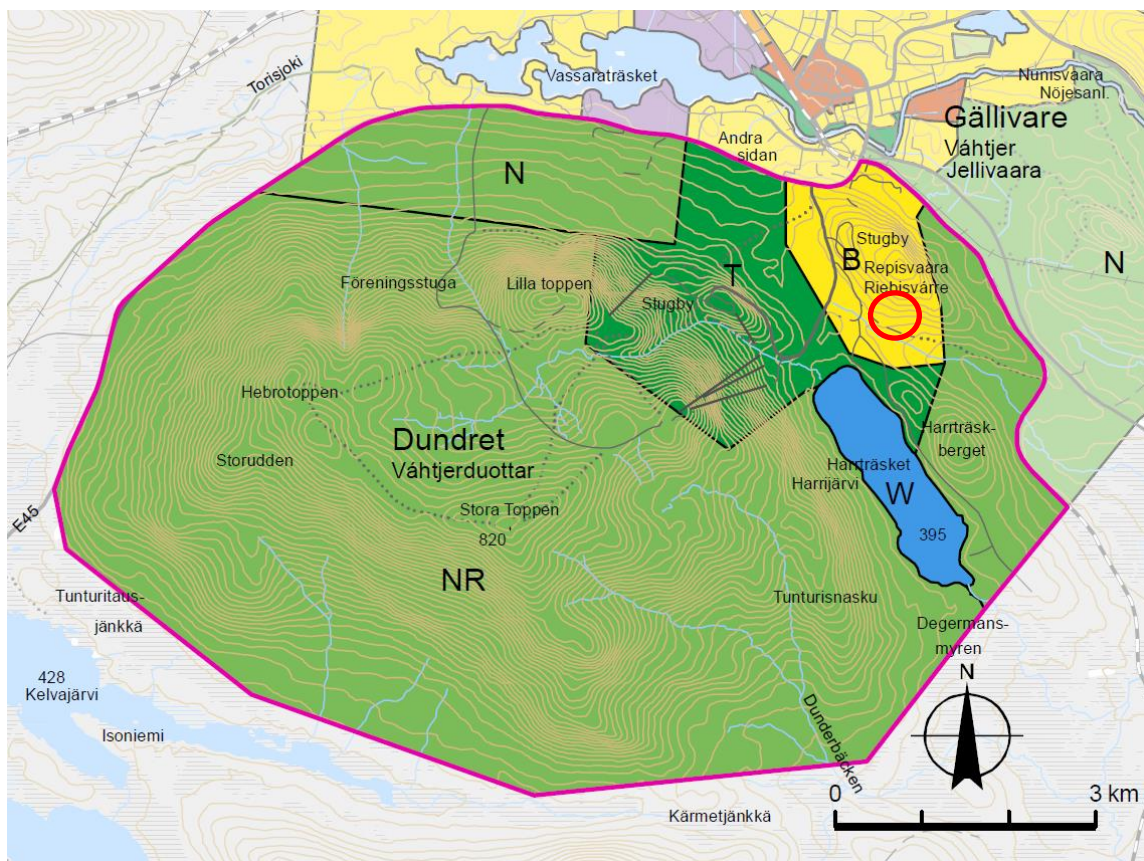 Torisjoki
Vassaraträsket
Nunisvaara
Nöjesanl.
Gällivare
Váhtjer
Jellivaara
Andra
sidan
N
N
Stugby
B
Repisvaara
Riebisvárre
T
Föreningsstuga
Lilla toppen
Stugby
Hebrotoppen
Dundret
Váhtjerduottar
Storudden
Harrträsk-
berget
Harrträsket
Harrijärvi
W
395
E45
Stora Toppen
820
NR
Tunturitaus-
jänkkä
Tunturisnasku
Degermans-
myren
428
Kelvajärvi
Isoniemi
Dunderbäcken
Kärmetjänkkä
N
0
3 km